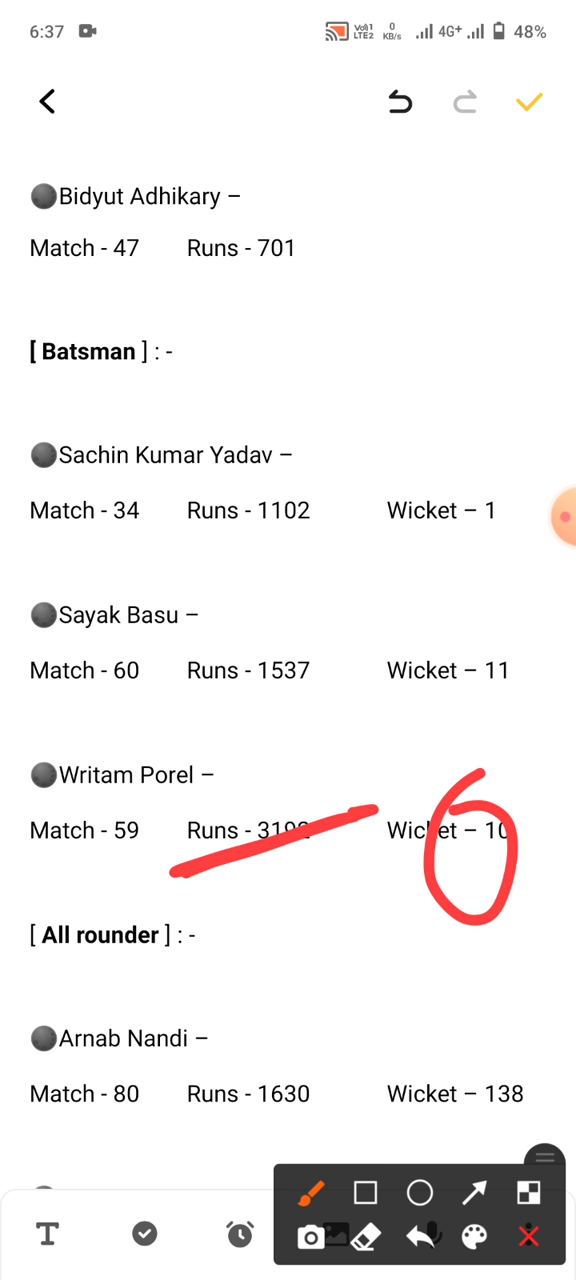 6:37 Vo)) 1 LTE2 0 KB/s 4G+ 48%
Bidyut Adhikary –
Match - 47 Runs - 701
[ Batsman ] : -
Sachin Kumar Yadav –
Match - 34 Runs - 1102 Wicket – 1
Sayak Basu –
Match - 60 Runs - 1537 Wicket – 11
Writam Porel –
Match - 59 Runs - Wicket – 10
[ All rounder ] : -
Arnab Nandi –
Match - 80 Runs - 1630 Wicket – 138
T